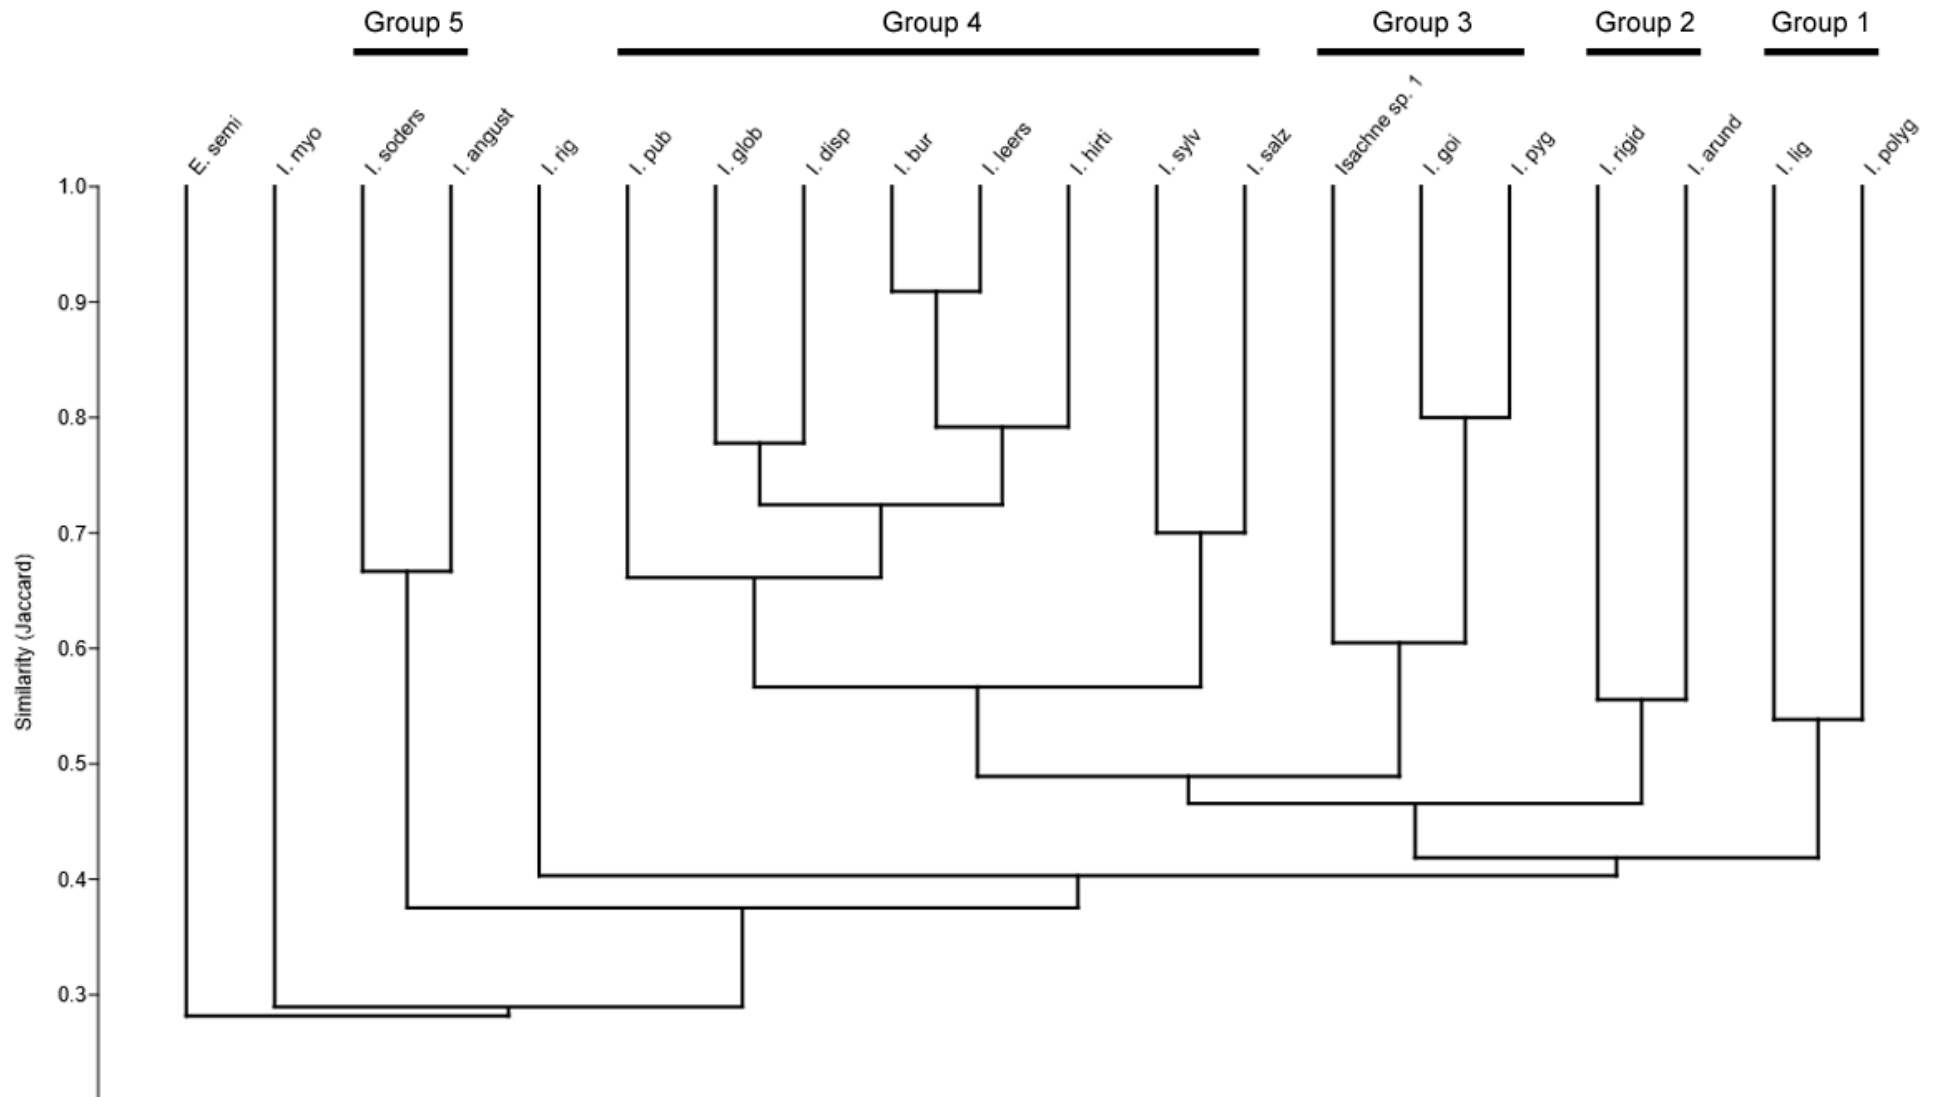 Group 5 Group 4 Group 3 Group 2 Group 1
E. semi I. myo I. soders I. angust I. rig I. pub I. glob I. disp I. bur I. leers I. hirti I. sylv I. salz Isachne sp. 1 I. goi I. pyg I. rigid I. arund I. lig I. polyg
1.0
0.9
0.8
0.7
0.6
0.5
0.4
0.3
Similarity (Jaccard)